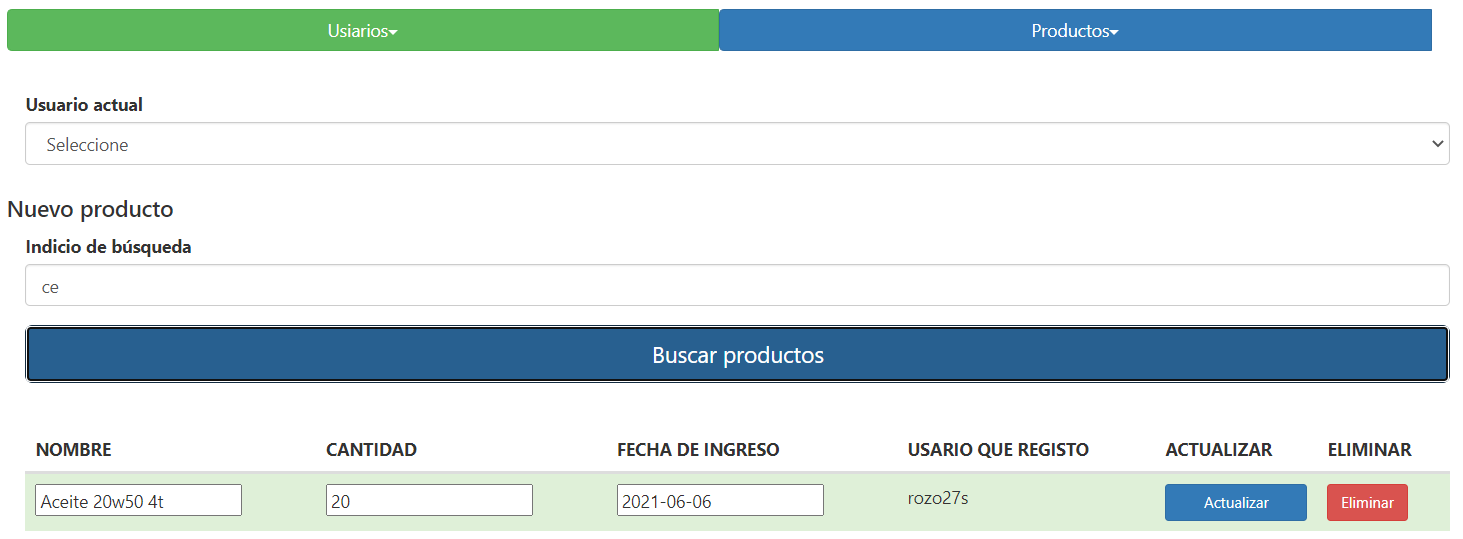 Usiarios Productos
Usuario actual
Seleccione
Nuevo producto
Indicio de búsqueda
ce
Buscar productos
NOMBRE CANTIDAD FECHA DE INGRESO USARIO QUE REGISTO ACTUALIZAR ELIMINAR
Aceite 20w50 4t 20 2021-06-06 rozo27s Actualizar Eliminar